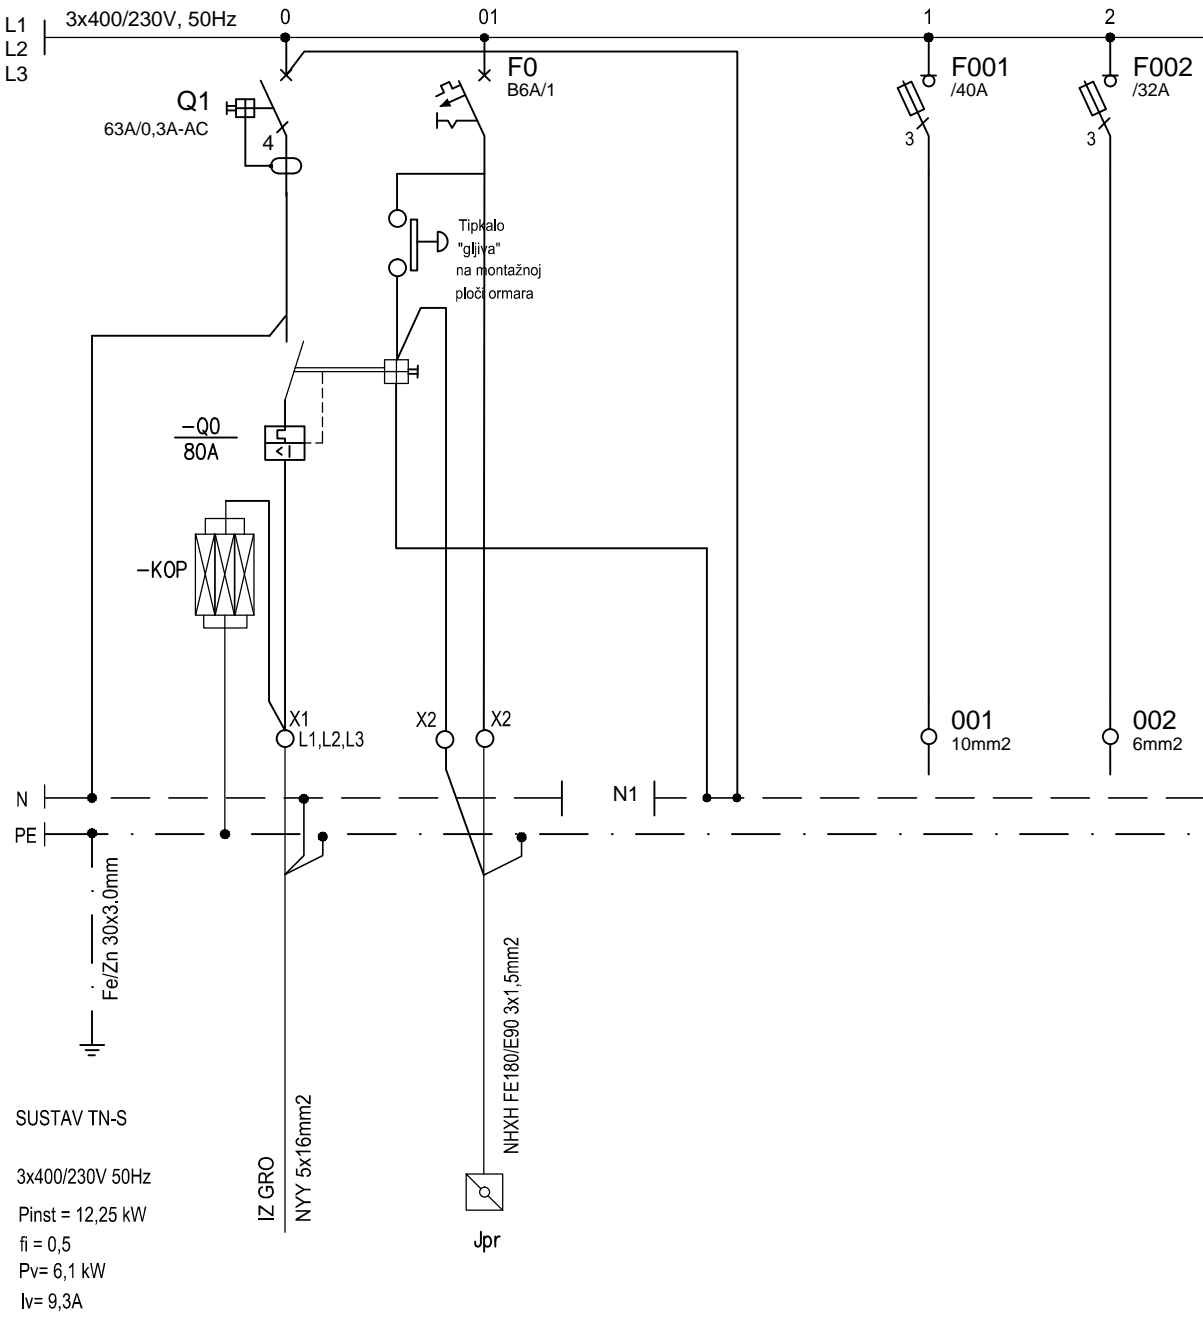 L1
L2
L3
3x400/230V, 50Hz
0
01
1
2
Q1
63A/0,3A-AC
4
F0
B6A/1
F001
/40A
3
F002
/32A
3
Tipkalo
"gljiva"
na montažnoj
ploči ormara
-Q0
80A
-KOP
X1
L1,L2,L3
X2
X2
001
10mm2
002
6mm2
N
N1
PE
Fe/Zn 30x3.0mm
IZ GRO
NYY 5x16mm2
NHXH FE180/E90 3x1,5mm2
Jpr
SUSTAV TN-S
3x400/230V 50Hz
Pinst = 12,25 kW
fi = 0,5
Pv= 6,1 kW
Iv= 9,3A